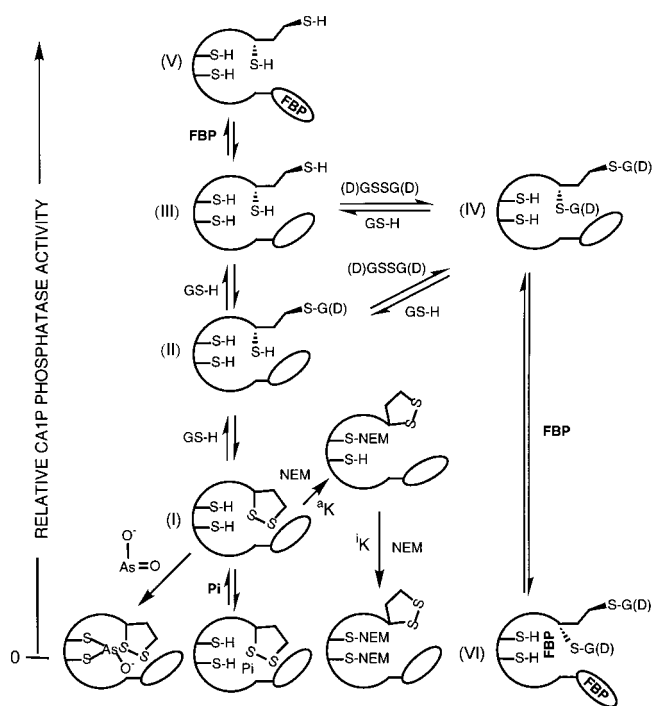 RELATIVE CA1P PHOSPHATASE ACTIVITY
0
S-H
(V)
S-H
S-H
S-H
FBP
FBP
S-H
(III)
S-H
S-H
S-H
(D)GSSG(D)
GS-H
S-G(D)
(IV)
S-H
S-H
S-G(D)
GS-H
(D)GSSG(D)
GS-H
S-G(D)
(II)
S-H
S-H
S-H
FBP
GS-H
S
S
S-NEM
S-H
NEM
aK
(I)
S-H
S-H
S-S
O-
As=O
Pi
iK
NEM
S
S
As
O-
S
S
S-H
S-H
Pi
S
S
S
S
S-NEM
S-NEM
S-G(D)
(VI)
S-H
S-H
FBP
S-G(D)
FBP